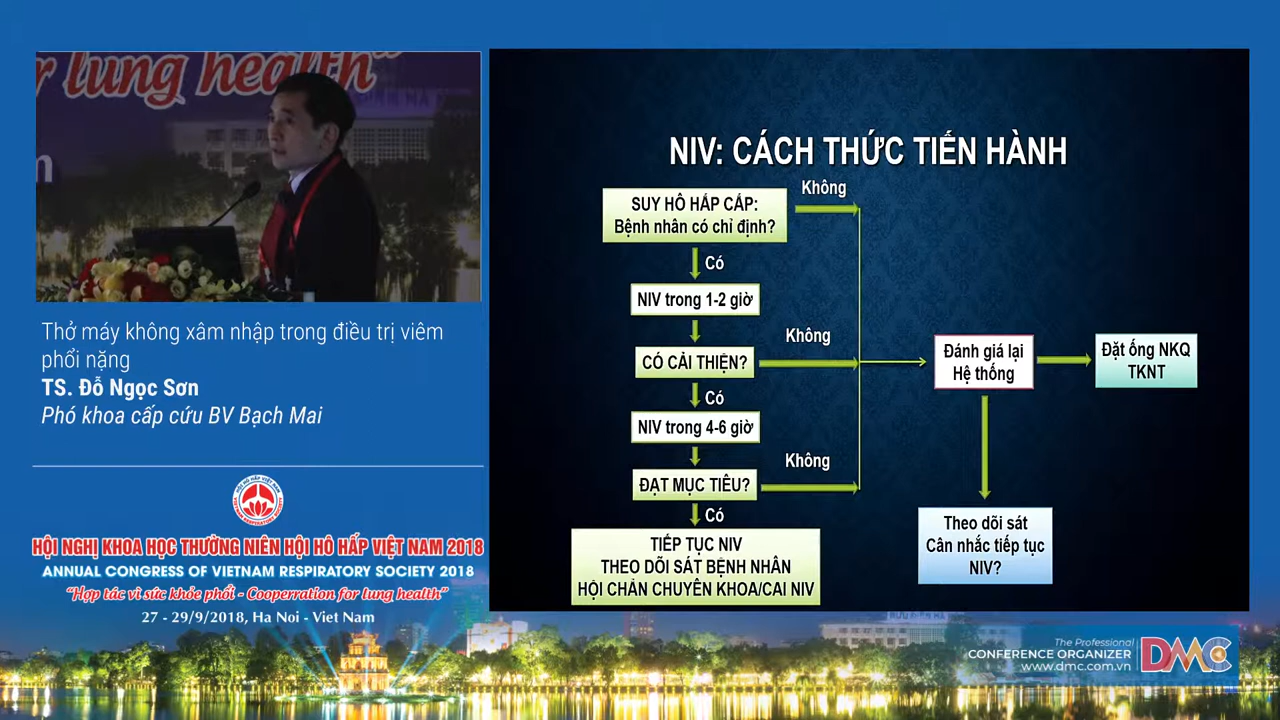 r lung health"
Thở máy không xâm nhập trong điều trị viêm
phổi nặng
TS. Đỗ Ngọc Sơn
Phó khoa cấp cứu BV Bạch Mai
HỘI NGHỊ KHOA HỌC THƯỜNG NIÊN HỘI HÔ HẤP VIỆT NAM 2018
ANNUAL CONGRESS OF VIETNAM RESPIRATORY SOCIETY 2018
"Hợp tác vì sức khỏe phổi - Cooperration for lung health"
27 - 29/9/2018, Ha Noi - Viet Nam
NIV: CÁCH THỨC TIẾN HÀNH
SUY HÔ HẤP CẤP:
Bệnh nhân có chỉ định?
Không
Có
NIV trong 1-2 giờ
CÓ CẢI THIỆN?
Không
Có
NIV trong 4-6 giờ
ĐẠT MỤC TIÊU?
Không
Có
TIẾP TỤC NIV
THEO DÕI SÁT BỆNH NHÂN
HỘI CHẨN CHUYÊN KHOA/CAI NIV
Đánh giá lại
Hệ thống
Đặt ống NKQ
TKNT
Theo dõi sát
Cân nhắc tiếp tục
NIV?
The Professional
CONFERENCE ORGANIZER
www.dmc.com.vn
DMC